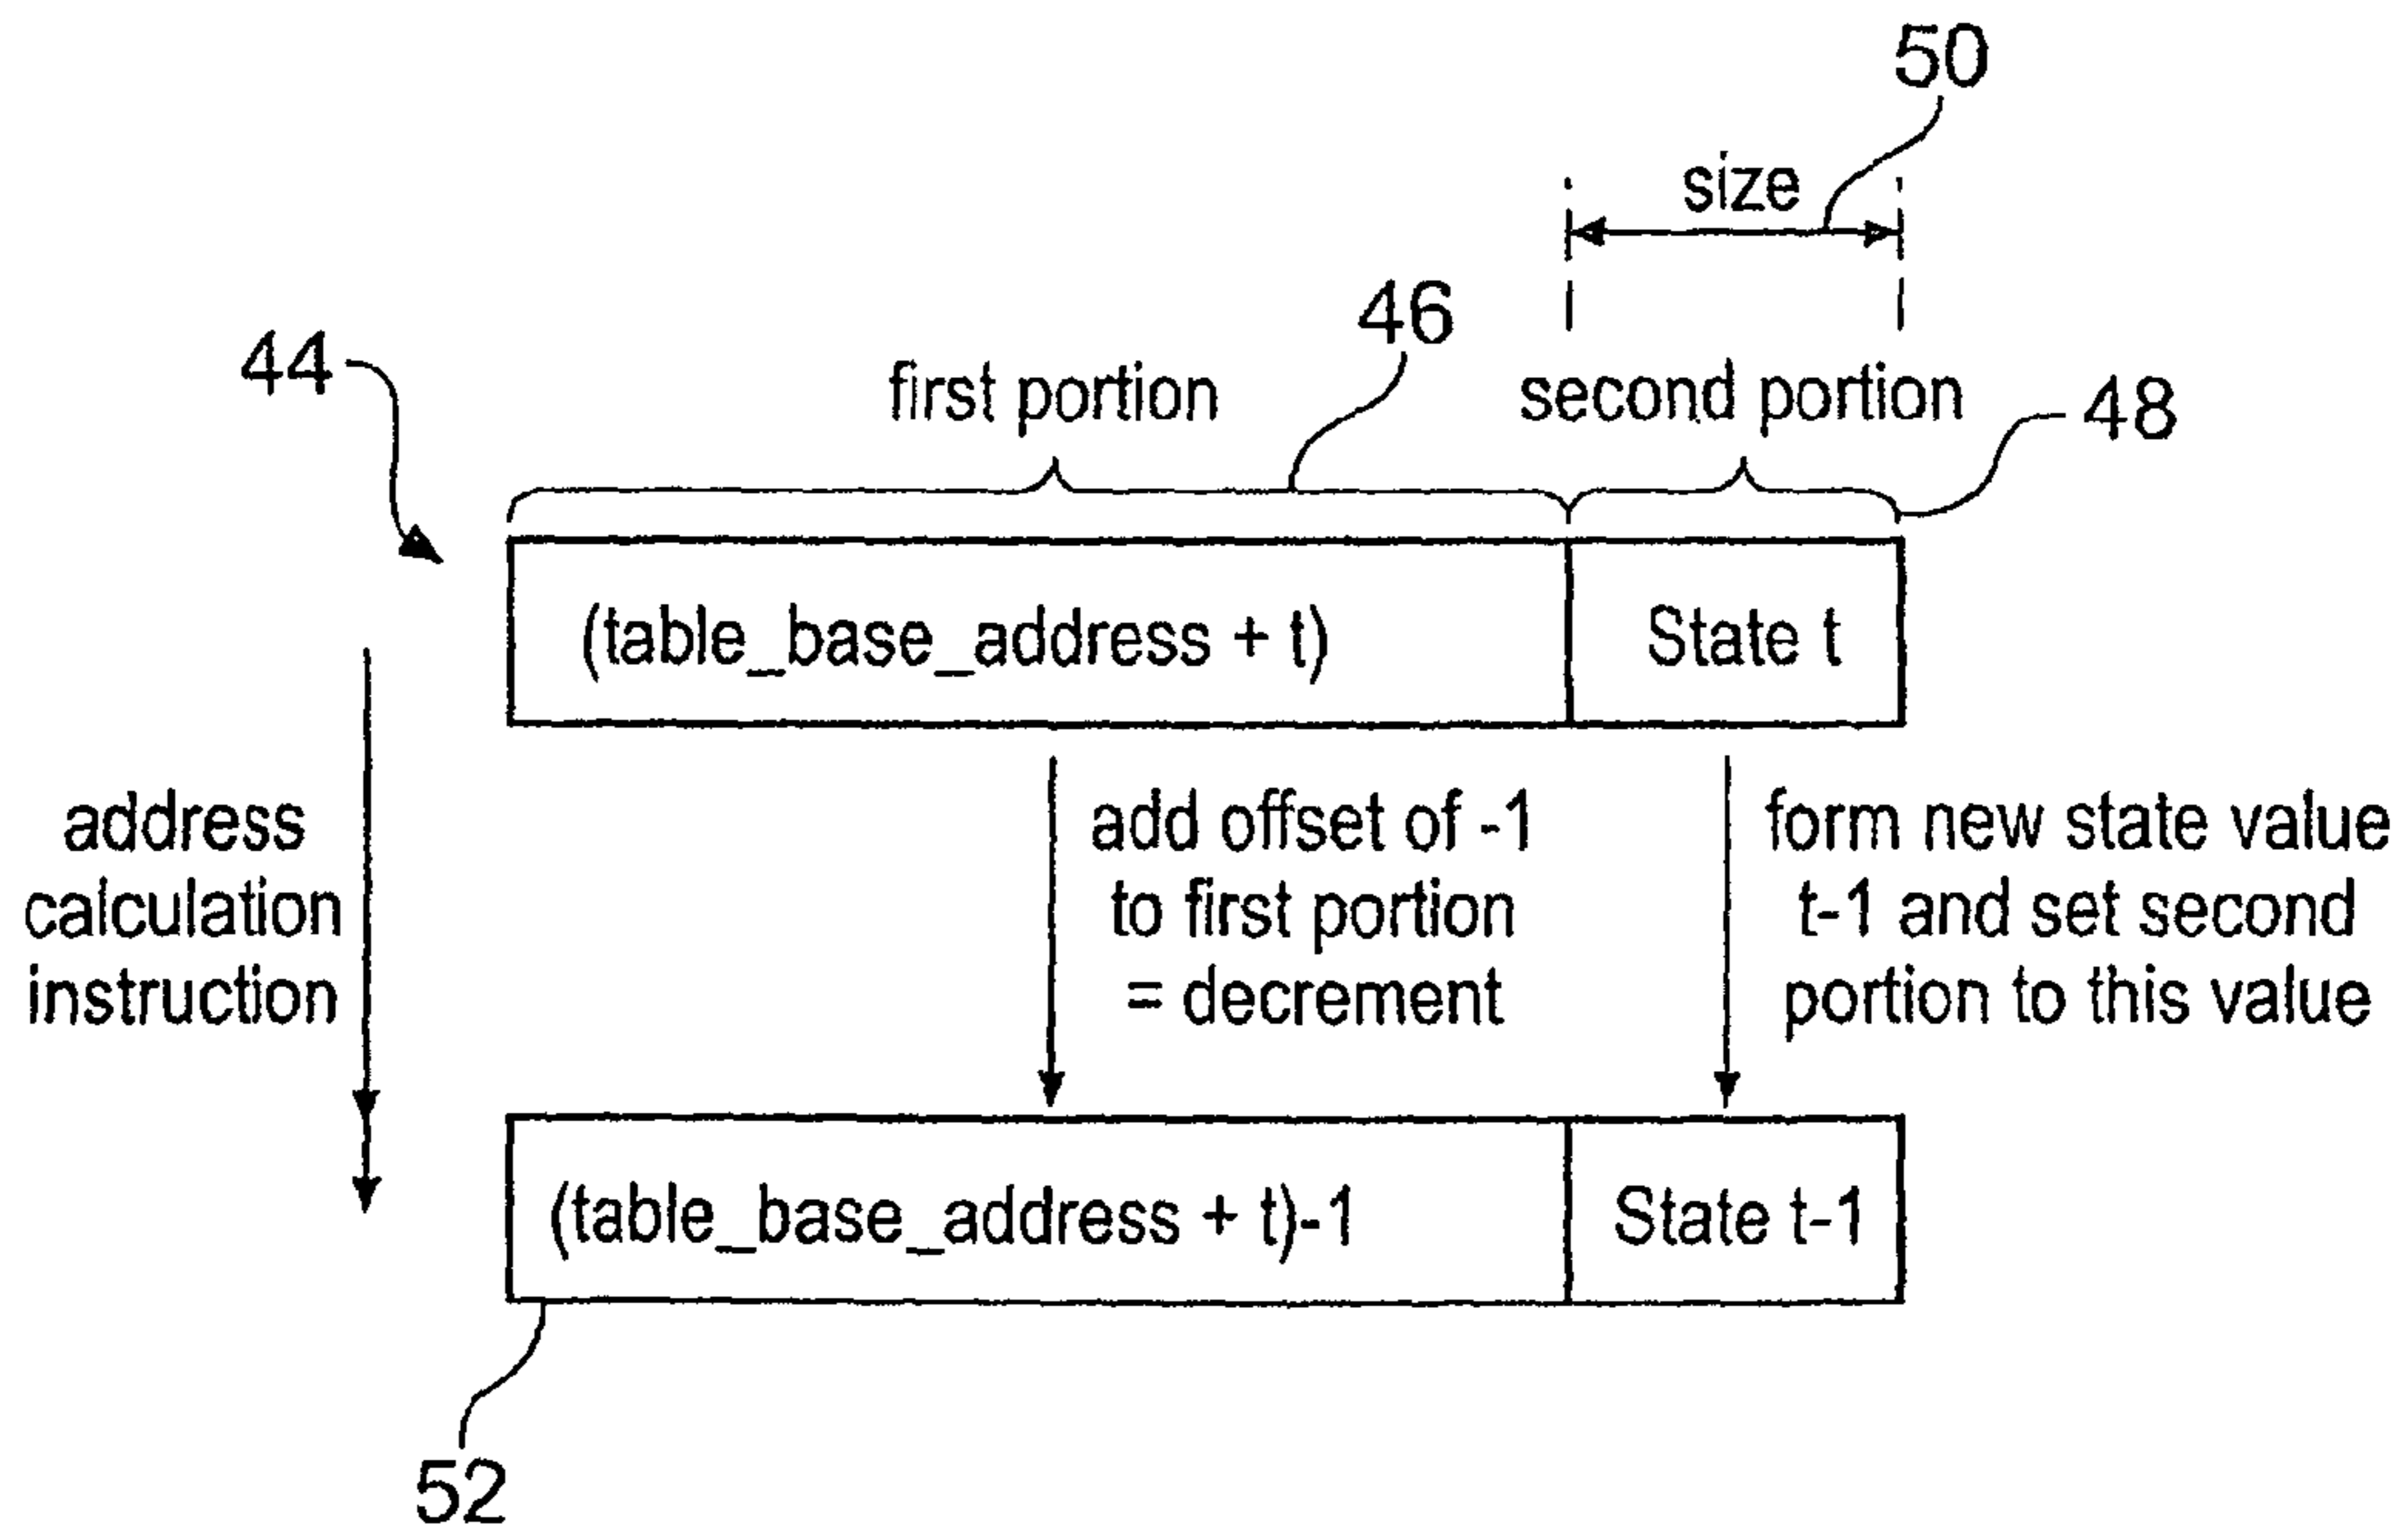 50
size
46
44
first portion
second portion
48
(table_base_address + t)
State t
address
calculation
instruction
add offset of -1
to first portion
= decrement
form new state value
t-1 and set second
portion to this value
(table_base_address + t)-1
State t-1
52